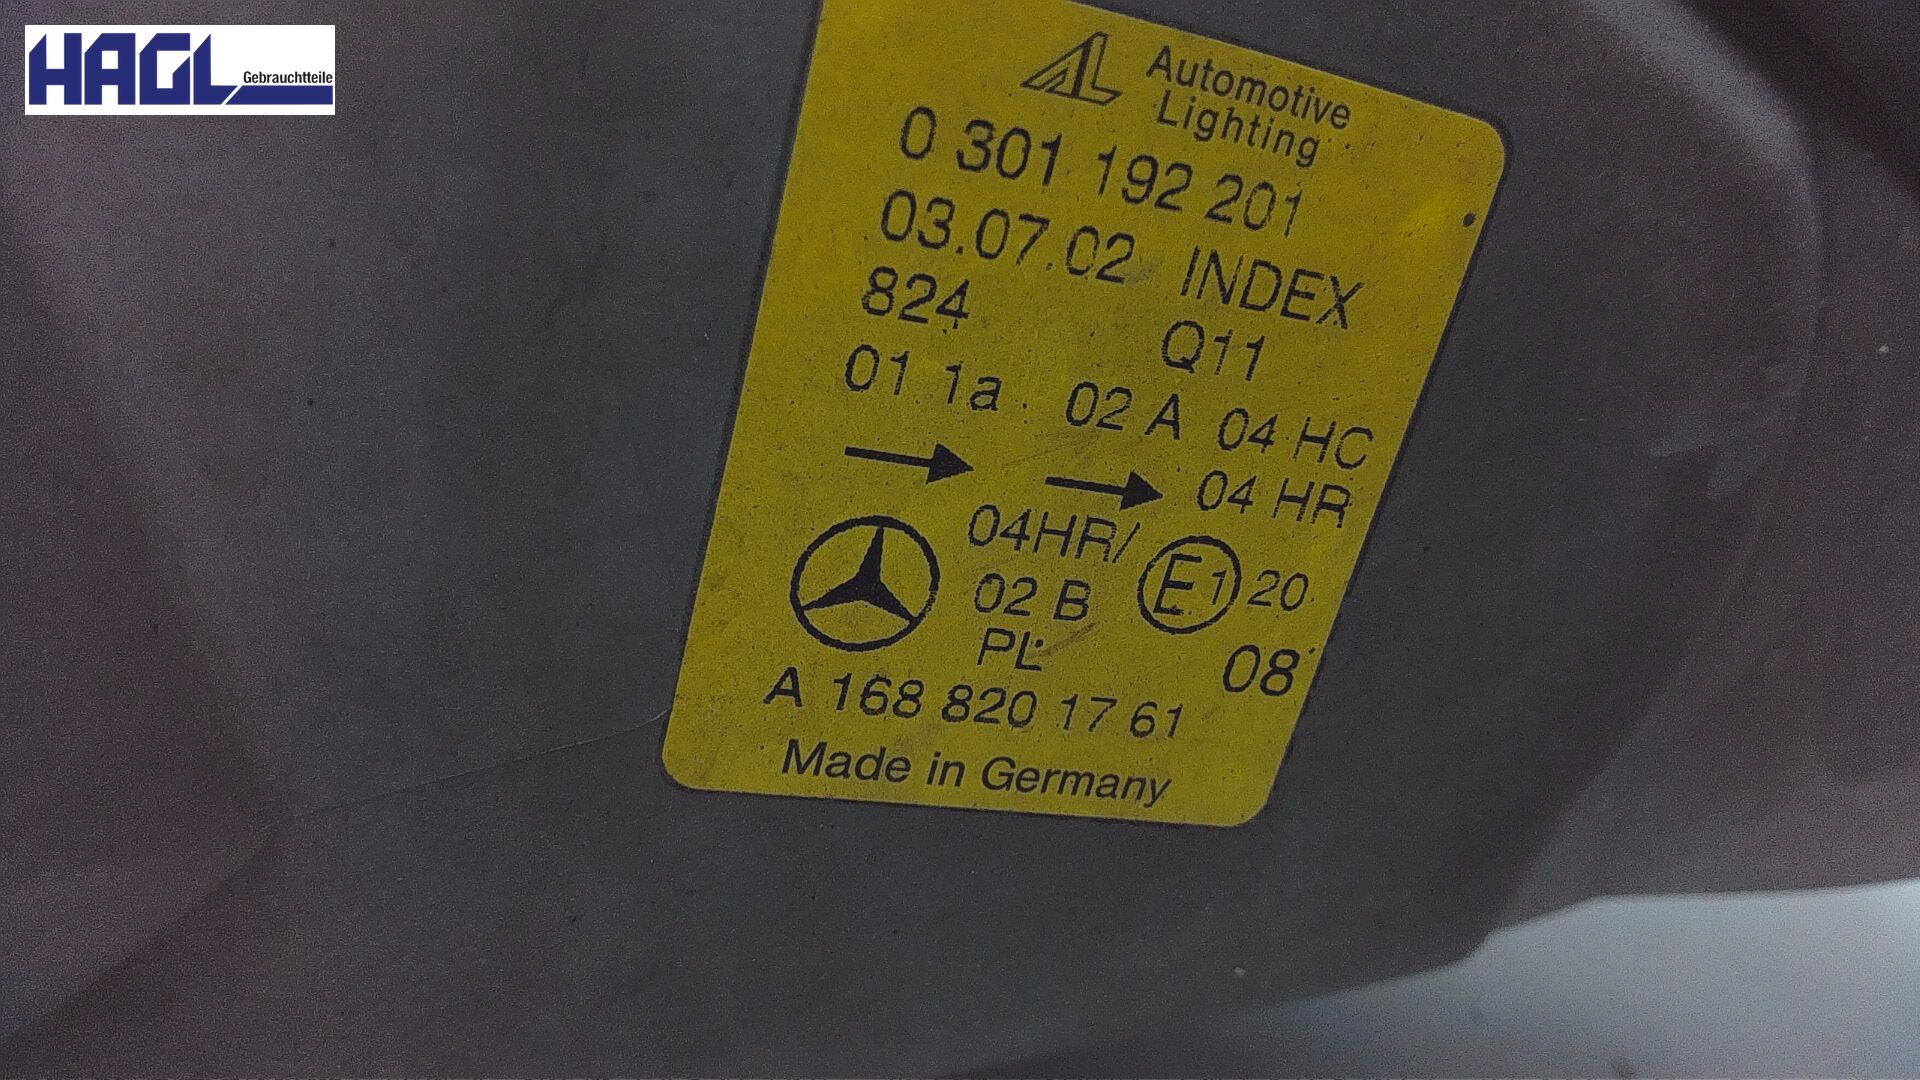 HAGL Gebrauchtteile
AL Automotive
Lighting
0 301 192 201
03.07.02 INDEX
824 Q11
01 1a 02 A 04 HC
04 HR
04HR/
02 B E1 20
PL 08
A 168 820 17 61
Made in Germany